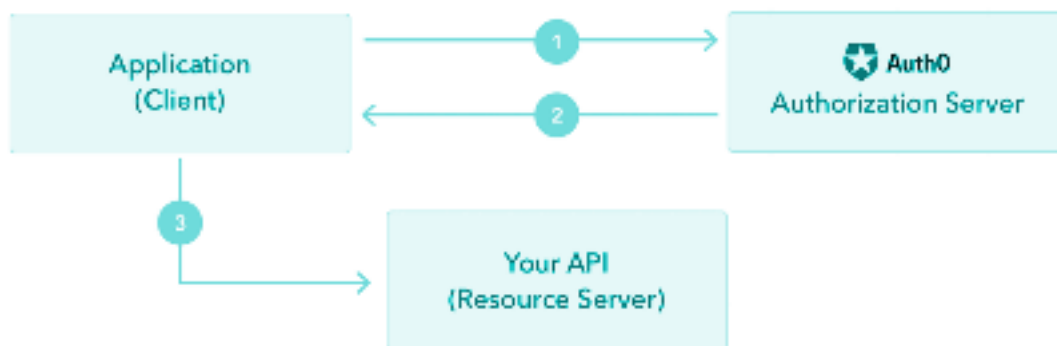 Application
(Client)
1
Auth0
Authorization Server
2
3
Your API
(Resource Server)